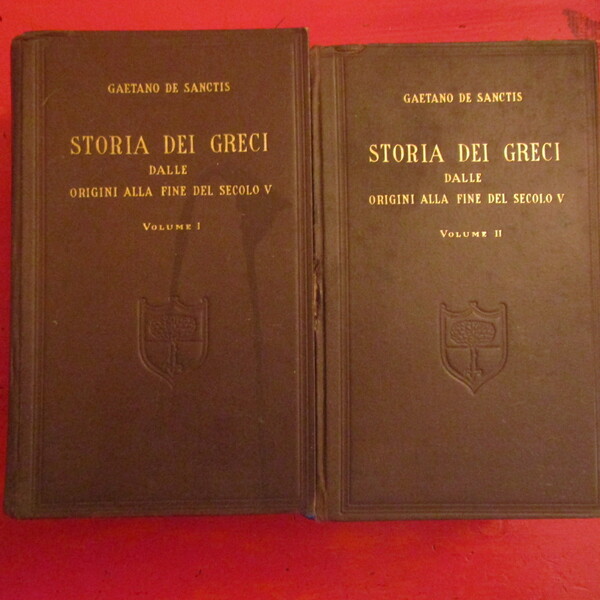 GAETANO DE SANCTIS
STORIA DEI GRECI
DALLE
ORIGINI ALLA FINE DEL SECOLO V
VOLUME I
GAETANO DE SANCTIS
STORIA DEI GRECI
DALLE
ORIGINI ALLA FINE DEL SECOLO V
VOLUME II